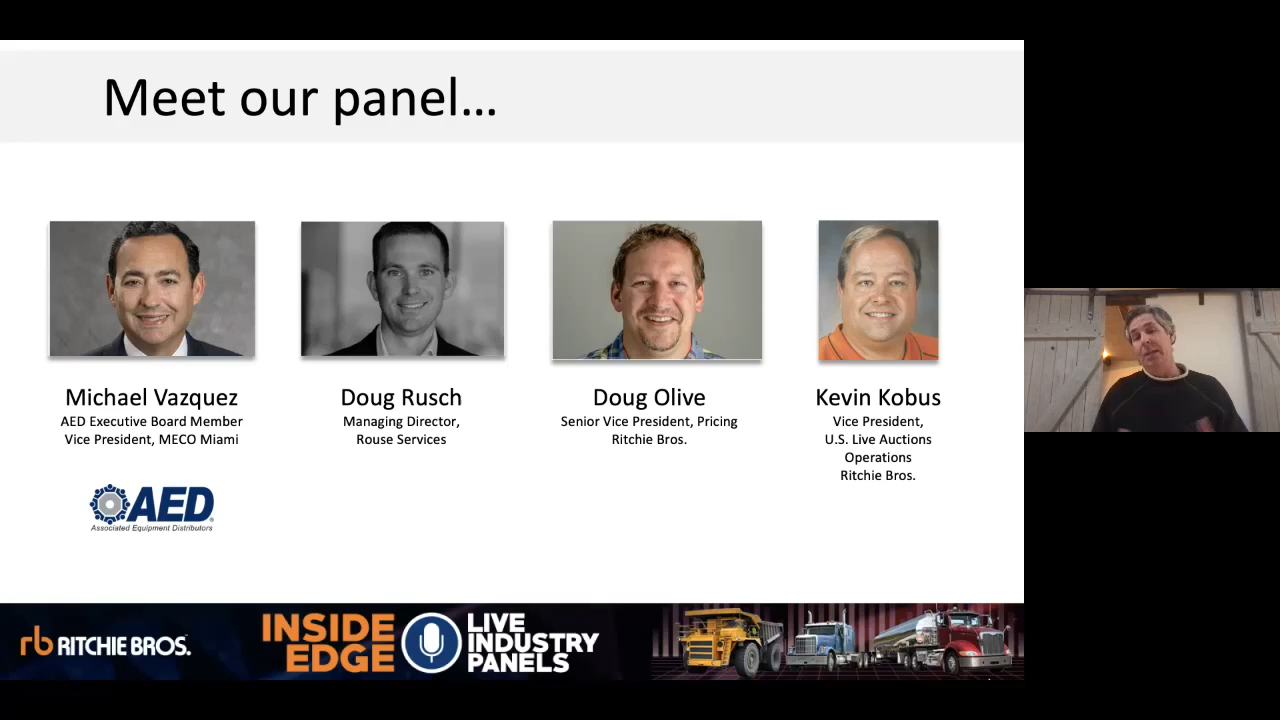 Meet our panel...
Michael Vazquez
AED Executive Board Member
Vice President, MECO Miami
AED
Associated Equipment Distributors
Doug Rusch
Managing Director,
Rouse Services
Doug Olive
Senior Vice President, Pricing
Ritchie Bros.
Kevin Kobus
Vice President,
U.S. Live Auctions
Operations
Ritchie Bros.
rb RITCHIE BROS.
INSIDE
EDGE
LIVE
INDUSTRY
PANELS